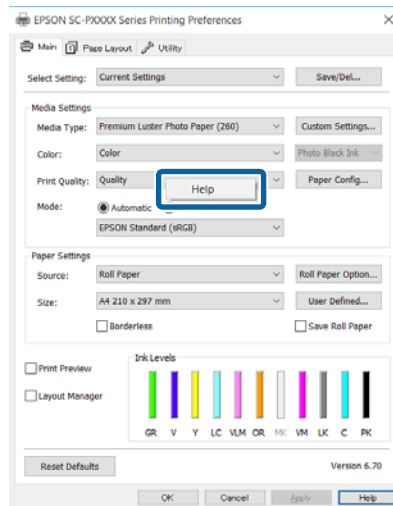 EPSON SC-PXXXX Series Printing Preferences
Main Page Layout Utility
Select Setting: Current Settings Save/Del...
Media Settings
Media Type: Premium Luster Photo Paper (260) Custom Settings...
Color: Color Photo Black Ink
Print Quality: Quality Paper Config...
Help
Mode: Automatic
EPSON Standard (sRGB)
Paper Settings
Source: Roll Paper Roll Paper Option...
Size: A4 210 x 297 mm User Defined...
Borderless Save Roll Paper
Print Preview
Layout Manager
Ink Levels
GR V Y LC VLM OR MK VM LK C PK
Reset Defaults Version 6.70
OK Cancel Apply Help